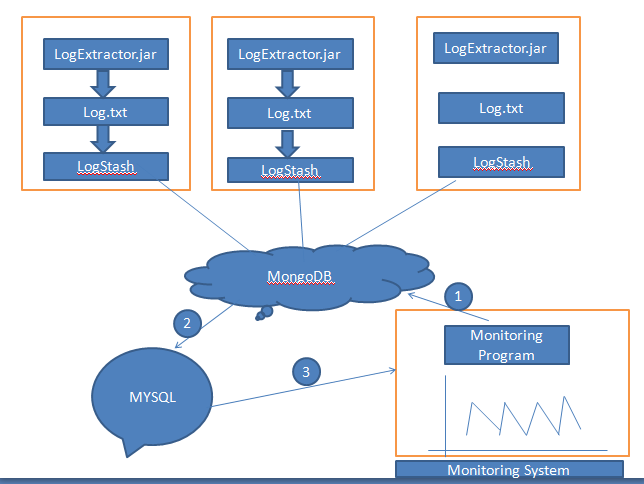 LogExtractor.jar
Log.txt
LogStash
LogExtractor.jar
Log.txt
LogStash
LogExtractor.jar
Log.txt
LogStash
MongoDB
1
2
Monitoring
Program
3
MYSQL
Monitoring System